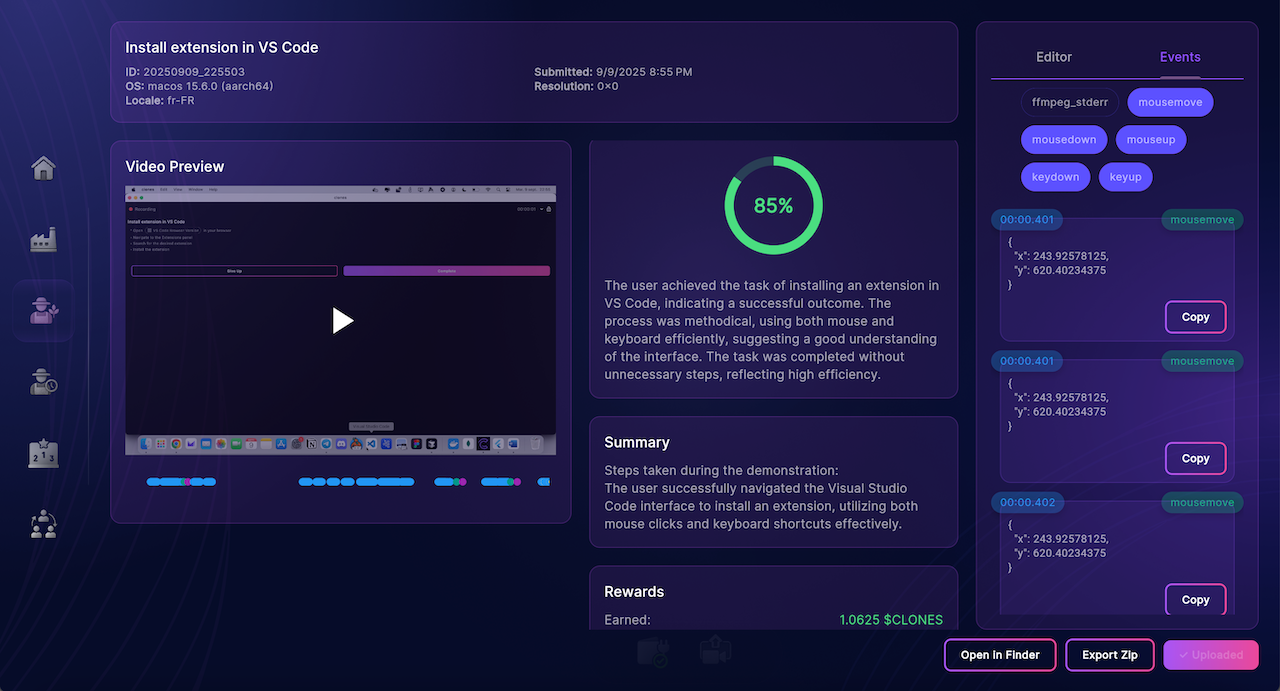 Install extension in VS Code
ID: 20250909_225503
OS: macos 15.6.0 (aarch64)
Locale: fr-FR
Submitted: 9/9/2025 8:55 PM
Resolution: 0×0
Video Preview
Recording
Install extension in VS Code
Give Up
Complete
85%
The user achieved the task of installing an extension in
VS Code, indicating a successful outcome. The
process was methodical, using both mouse and
keyboard efficiently, suggesting a good understanding
of the interface. The task was completed without
unnecessary steps, reflecting high efficiency.
Summary
Steps taken during the demonstration:
The user successfully navigated the Visual Studio
Code interface to install an extension, utilizing both
mouse clicks and keyboard shortcuts effectively.
Rewards
Earned:
1.0625 $CLONES
Editor
Events
ffmpeg_stderr
mousemove
mousedown
mouseup
keydown
keyup
00:00.401
mousemove
{
"x": 243.92578125,
"y": 620.40234375
}
Copy
00:00.401
mousemove
{
"x": 243.92578125,
"y": 620.40234375
}
Copy
00:00.402
mousemove
{
"x": 243.92578125,
"y": 620.40234375
}
Copy
Open in Finder
Export Zip
✓ Uploaded